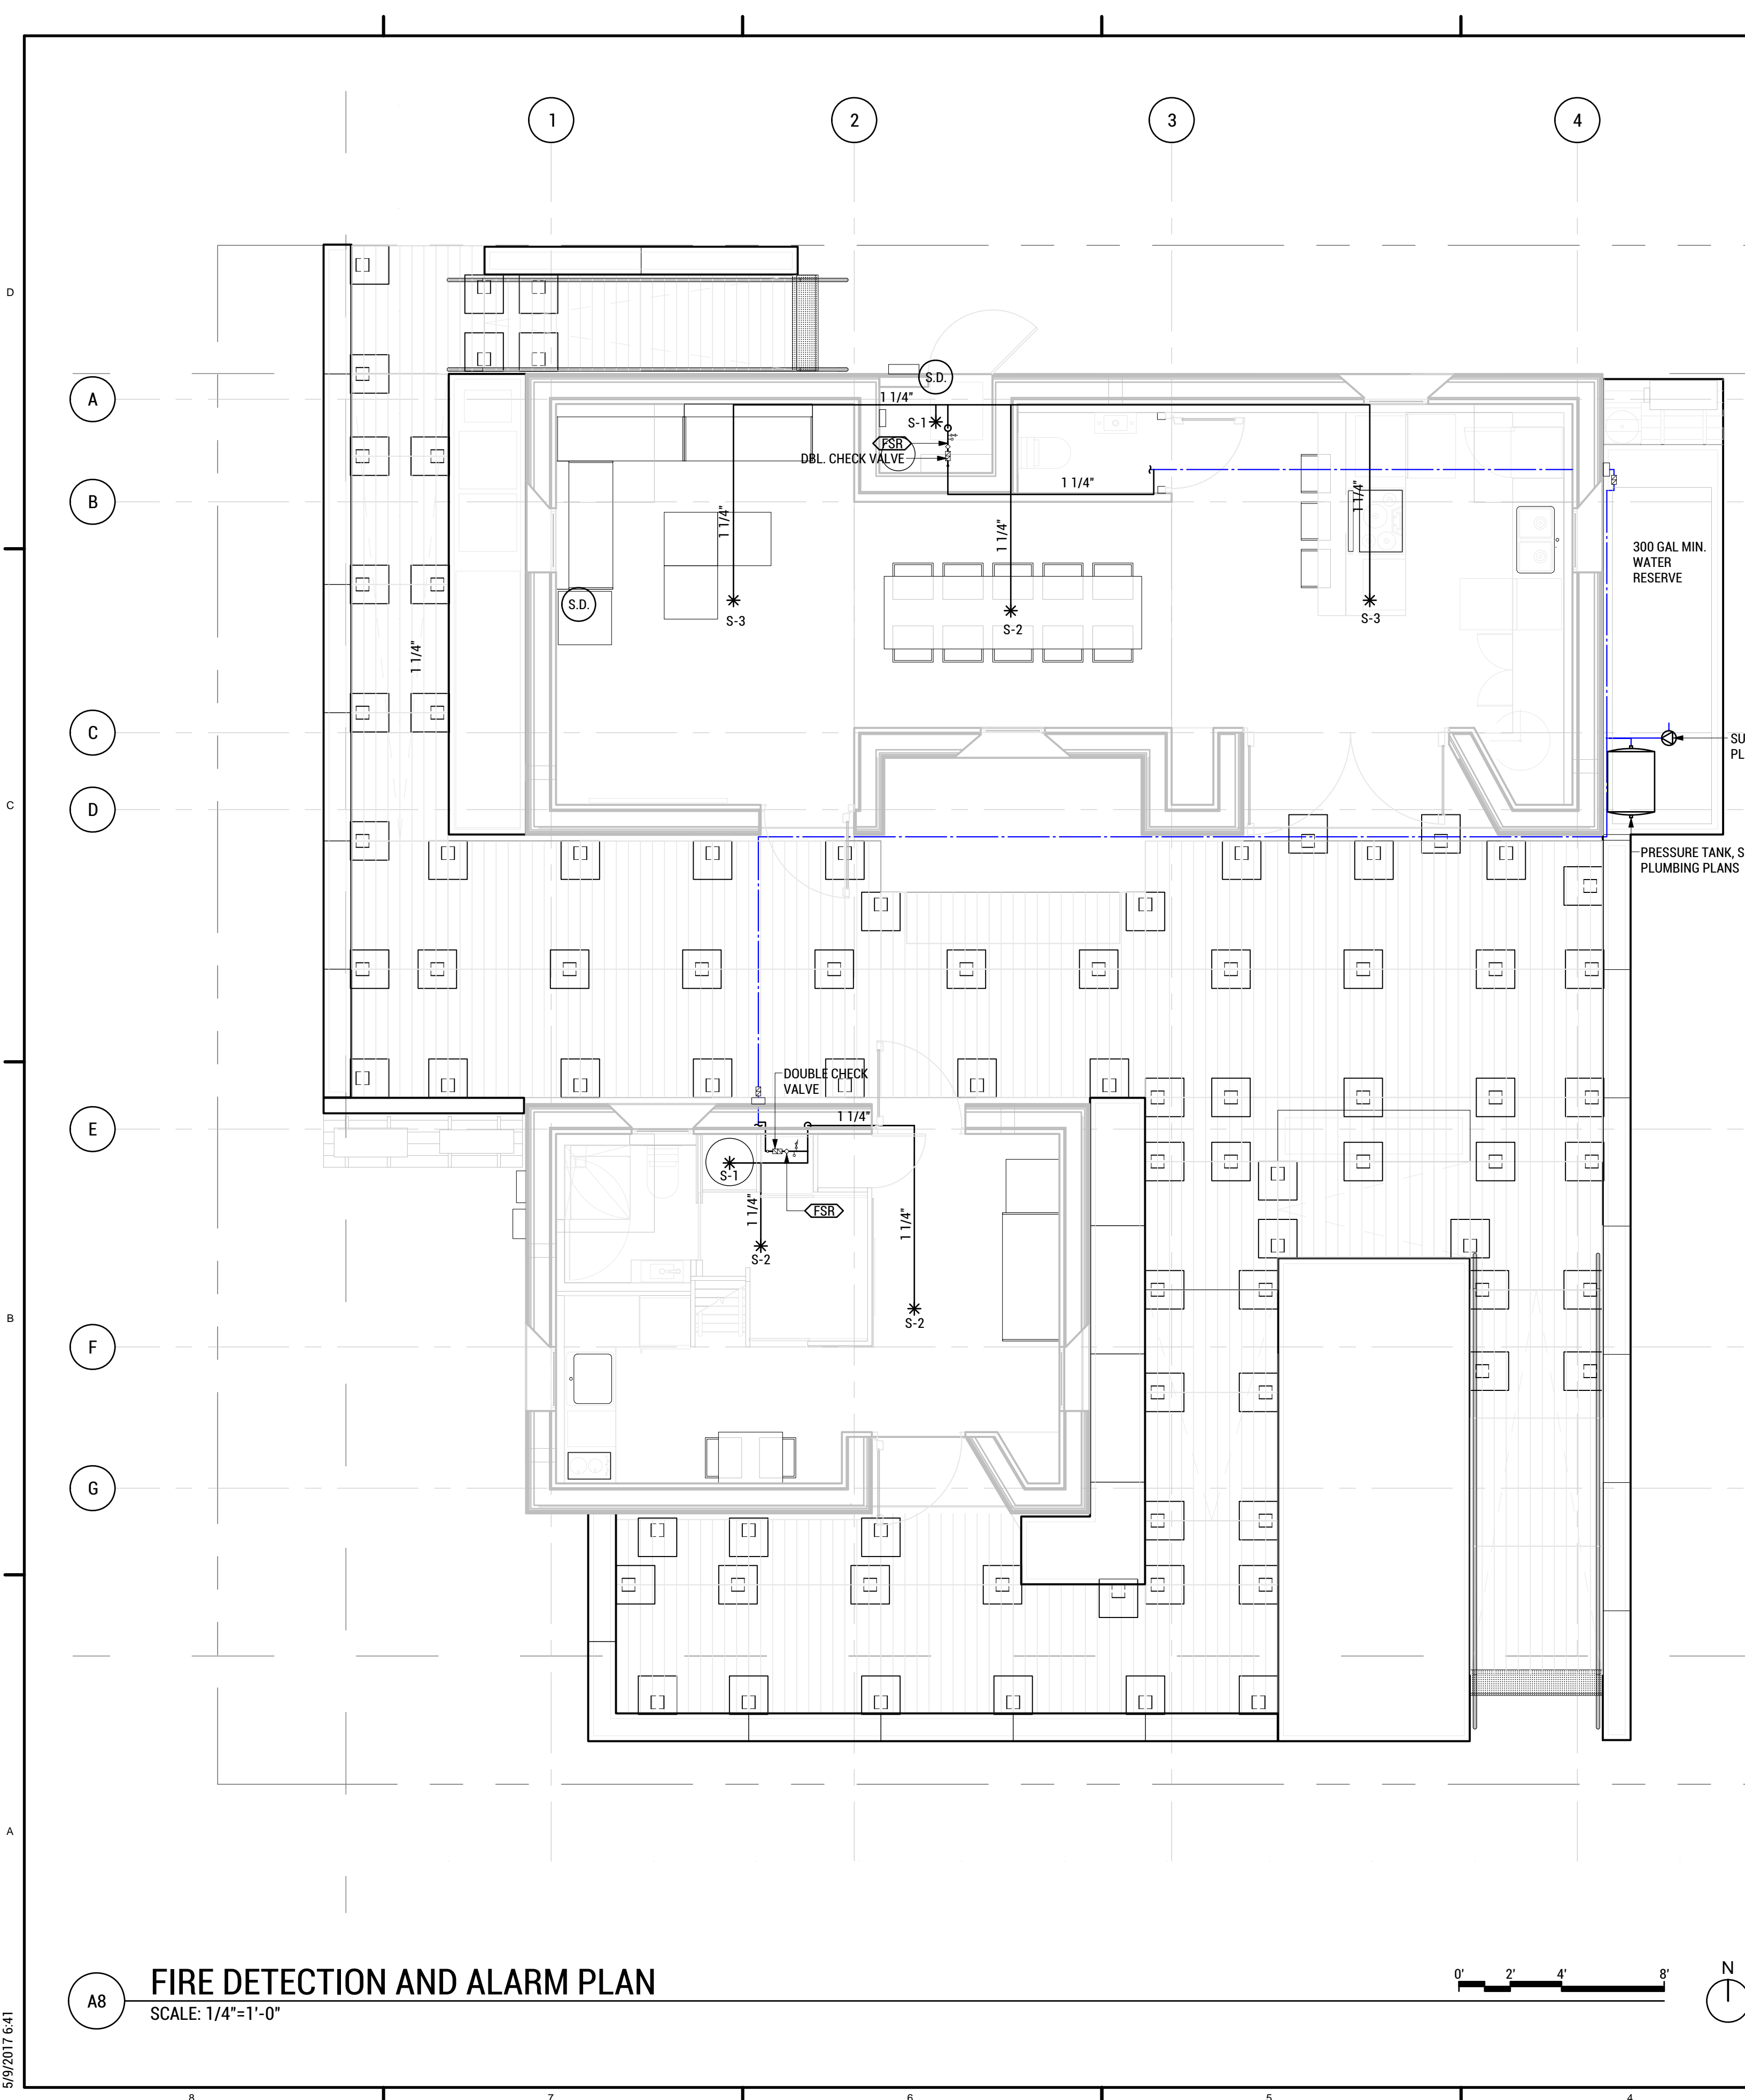 1
2
3
4
D
A
S.D.
1 1/4"
S-1
FSR
DBL. CHECK VALVE
1 1/4"
B
1 1/4"
1 1/4"
1 1/4"
300 GAL MIN.
WATER
RESERVE
S.D.
S-3
S-2
S-3
1 1/4"
C
SU
PL
C
D
PRESSURE TANK, S
PLUMBING PLANS
DOUBLE CHECK
VALVE
1 1/4"
E
S-1
1 1/4"
FSR
1 1/4"
S-2
B
S-2
F
G
A
A8
FIRE DETECTION AND ALARM PLAN
SCALE: 1/4"=1'-0"
0' 2' 4' 8'
N
5/9/2017 6:41
8 7 6 5 4